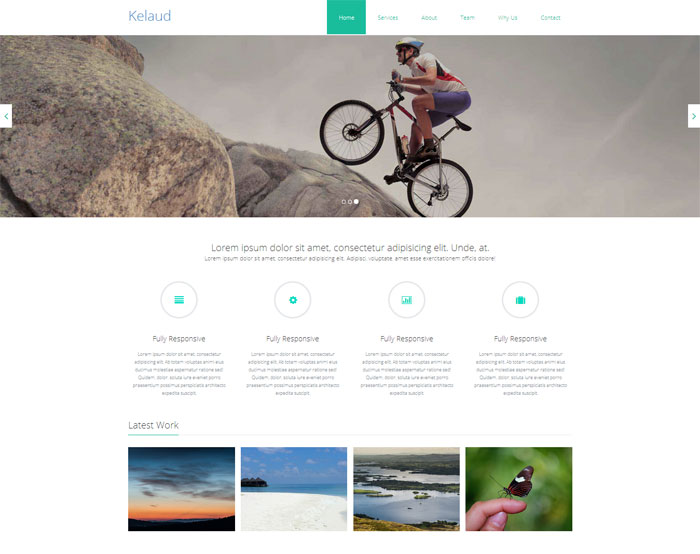 Kelaud
Home Services About Team Why Us Contact
Lorem ipsum dolor sit amet, consectetur adipisicing elit. Unde, at.
Lorem ipsum dolor sit amet, consectetur adipisicing elit. Adipisci, voluptate, amet esse exercitationem officiis dolore!
Fully Responsive
Lorem ipsum dolor sit amet, consectetur
adipisicing elit. Ab totam voluptas animi eius
ducimus molestiae aspernatur ratione sed!
Quidem, dolor, soluta iure eveniet porro
praesentium possimus perspiciatis architecto
expedita suscipit.
Fully Responsive
Lorem ipsum dolor sit amet, consectetur
adipisicing elit. Ab totam voluptas animi eius
ducimus molestiae aspernatur ratione sed!
Quidem, dolor, soluta iure eveniet porro
praesentium possimus perspiciatis architecto
expedita suscipit.
Fully Responsive
Lorem ipsum dolor sit amet, consectetur
adipisicing elit. Ab totam voluptas animi eius
ducimus molestiae aspernatur ratione sed!
Quidem, dolor, soluta iure eveniet porro
praesentium possimus perspiciatis architecto
expedita suscipit.
Fully Responsive
Lorem ipsum dolor sit amet, consectetur
adipisicing elit. Ab totam voluptas animi eius
ducimus molestiae aspernatur ratione sed!
Quidem, dolor, soluta iure eveniet porro
praesentium possimus perspiciatis architecto
expedita suscipit.
Latest Work